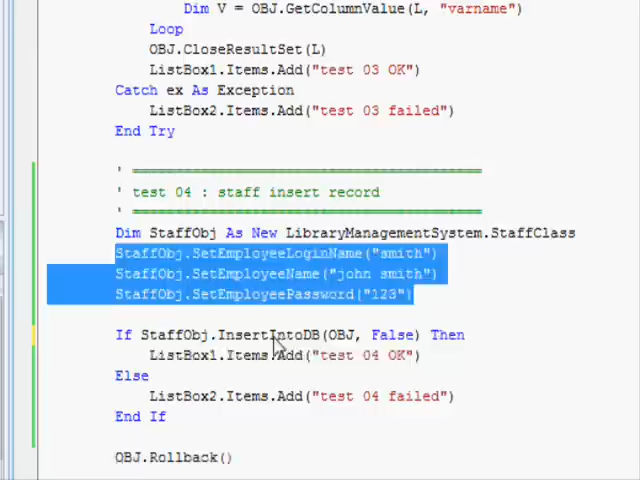 Dim V = OBJ.GetColumnValue(L, "varname")
Loop
OBJ.CloseResultSet(L)
ListBox1.Items.Add("test 03 OK")
Catch ex As Exception
ListBox2.Items.Add("test 03 failed")
End Try
' =========================================
' test 04 : staff insert record
' =========================================
Dim StaffObj As New LibraryManagementSystem.StaffClass
StaffObj.SetEmployeeLoginName("smith")
StaffObj.SetEmployeeName("john smith")
StaffObj.SetEmployeePassword("123")
If StaffObj.InsertIntoDB(OBJ, False) Then
ListBox1.Items.Add("test 04 OK")
Else
ListBox2.Items.Add("test 04 failed")
End If
OBJ.Rollback()